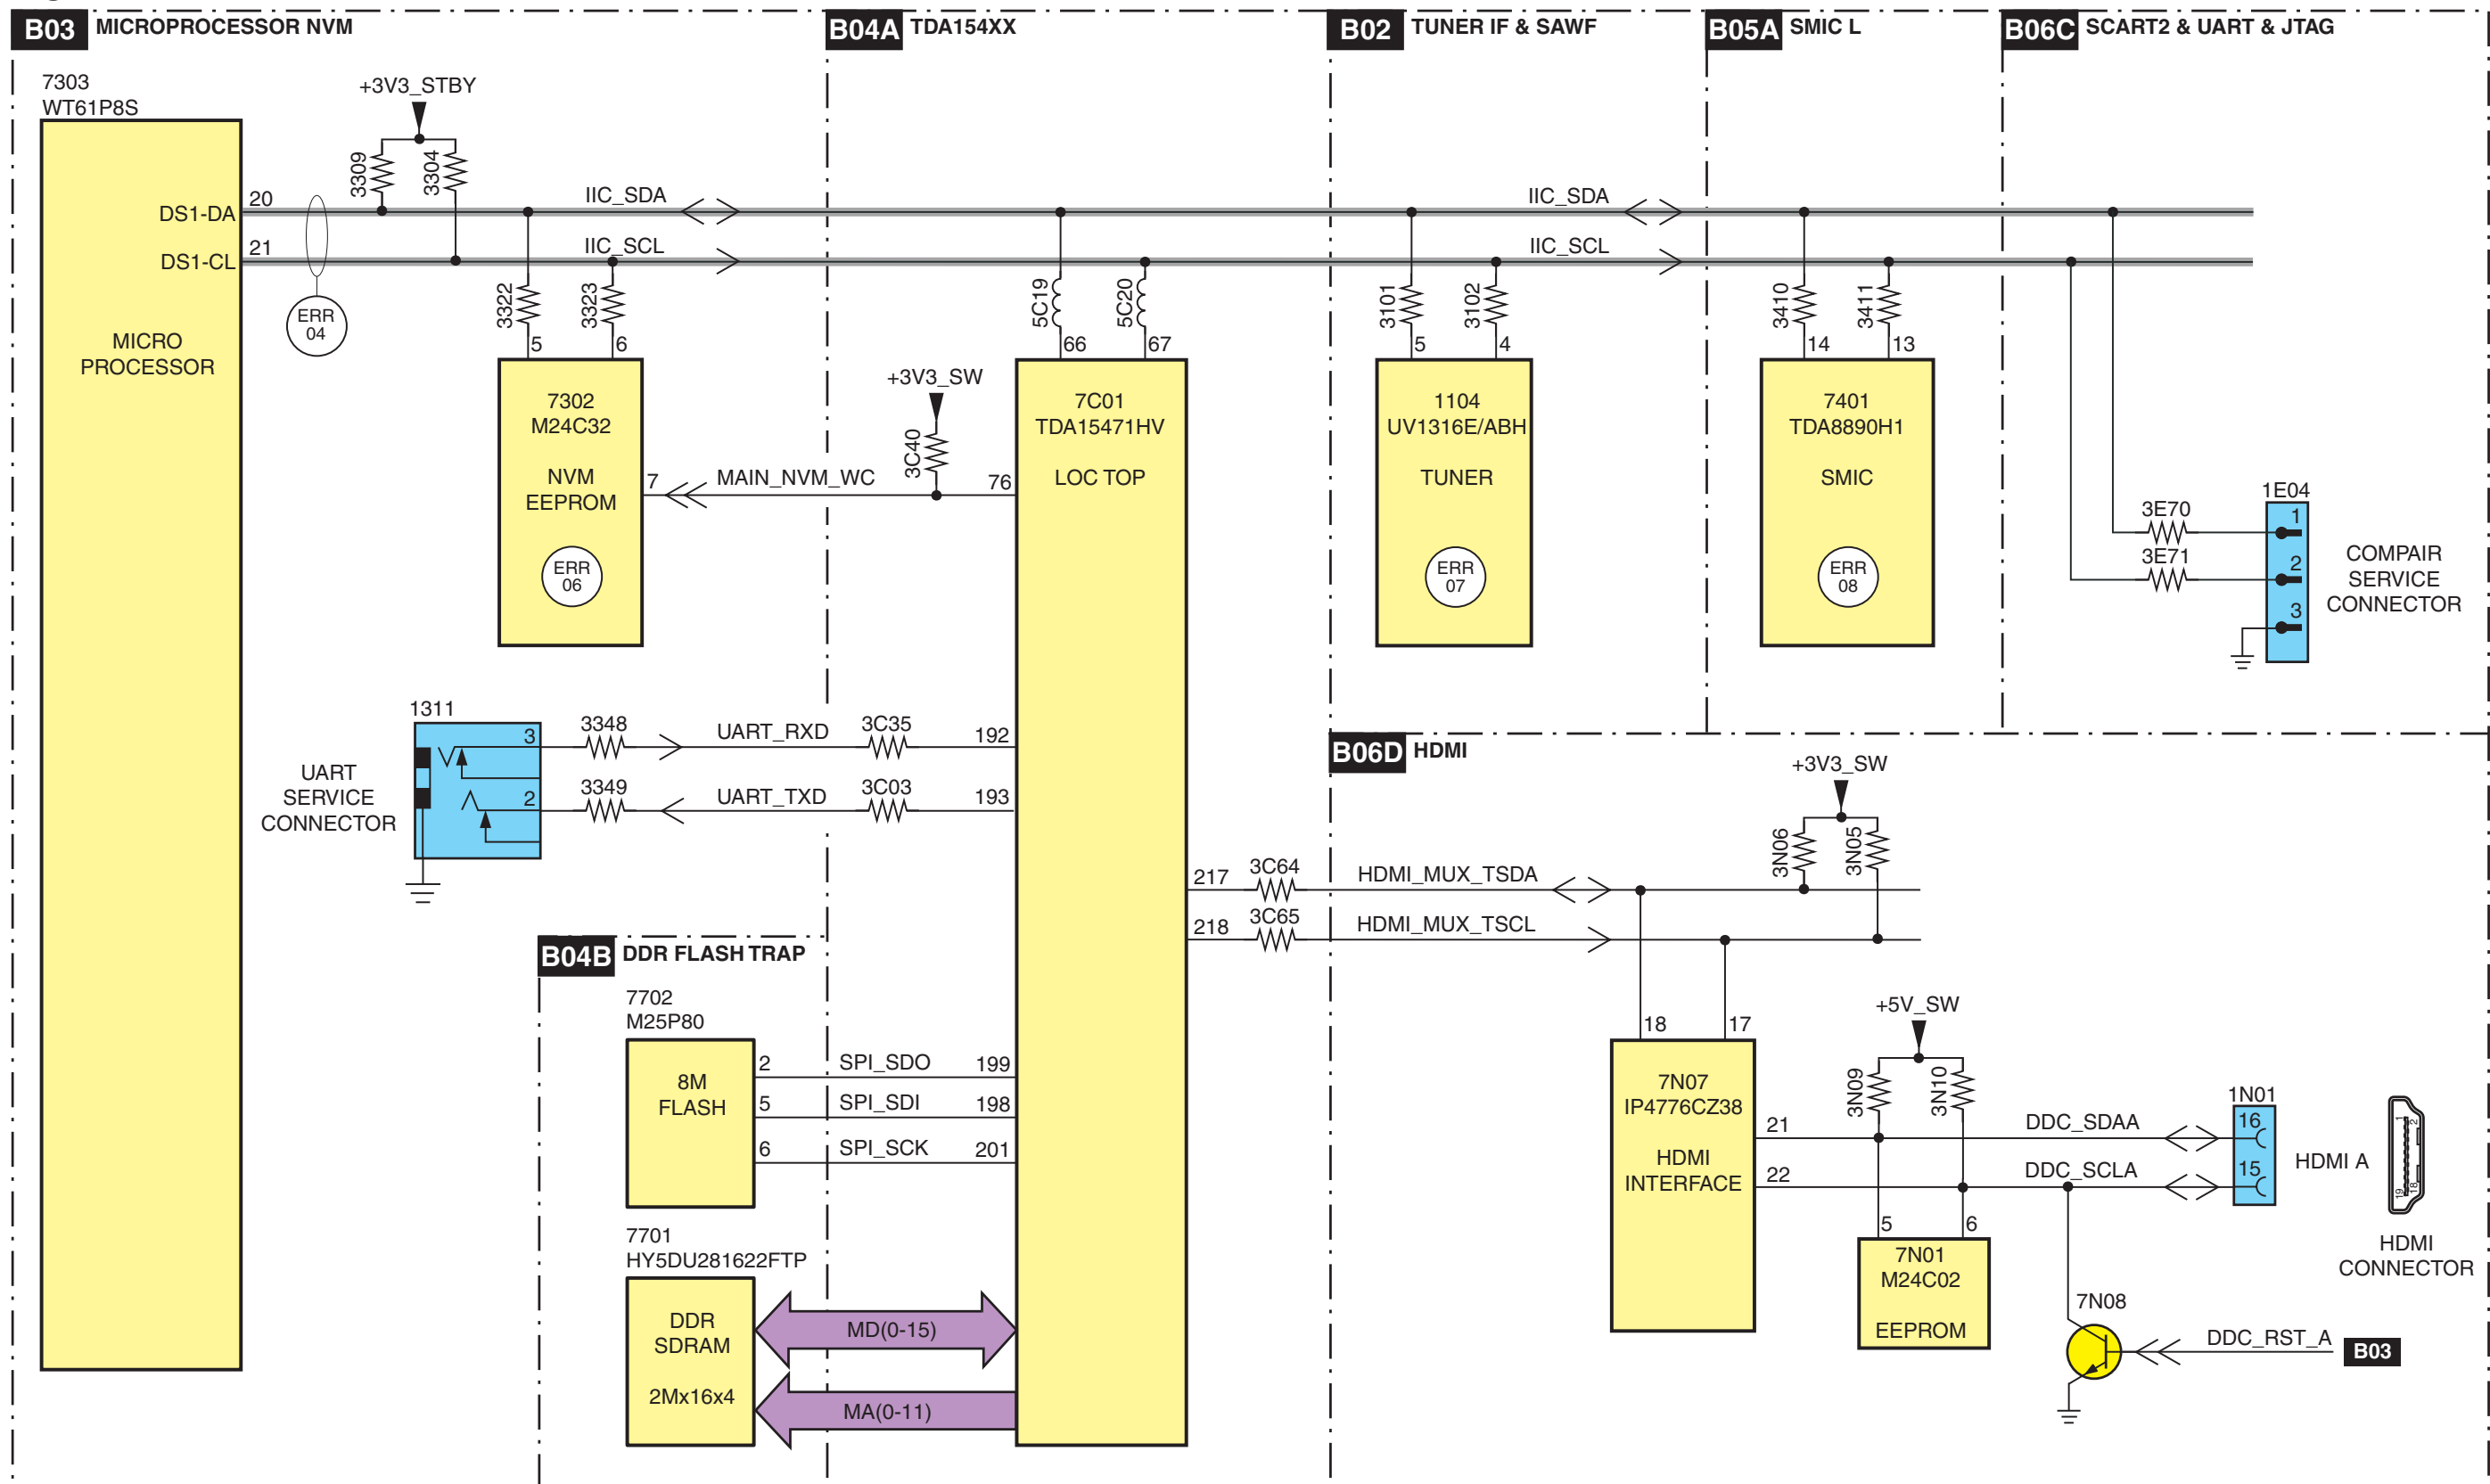 B03 MICROPROCESSOR NVM
B04A TDA154XX
B02 TUNER IF & SAWF
B05A SMIC L
B06C SCART2 & UART & JTAG
7303
WT61P8S
+3V3_STBY
3309
3304
DS1-DA
20
IIC_SDA
IIC_SDA
DS1-CL
21
IIC_SCL
IIC_SCL
ERR
04
MICRO
PROCESSOR
3322
3323
5
6
5C19
5C20
66
67
3101
3102
5
4
3410
3411
14
13
7302
M24C32
NVM
EEPROM
ERR
06
7
MAIN_NVM_WC
+3V3_SW
3C40
76
7C01
TDA15471HV
LOC TOP
1104
UV1316E/ABH
TUNER
ERR
07
7401
TDA8890H1
SMIC
ERR
08
1E04
3E70
1
3E71
2
3
COMPAIR
SERVICE
CONNECTOR
1311
UART
SERVICE
CONNECTOR
3
3348
UART_RXD
3C35
192
2
3349
UART_TXD
3C03
193
B06D HDMI
+3V3_SW
3N06
3N05
217
3C64
HDMI_MUX_TSDA
218
3C65
HDMI_MUX_TSCL
B04B DDR FLASH TRAP
7702
M25P80
8M
FLASH
2
SPI_SDO
199
5
SPI_SDI
198
6
SPI_SCK
201
7701
HY5DU281622FTP
DDR
SDRAM
2Mx16x4
MD(0-15)
MA(0-11)
18
17
7N07
IP4776CZ38
HDMI
INTERFACE
+5V_SW
3N09
3N10
21
DDC_SDAA
22
DDC_SCLA
1N01
16
15
HDMI A
1
2
19
18
HDMI
CONNECTOR
5
6
7N01
M24C02
EEPROM
7N08
DDC_RST_A
B03